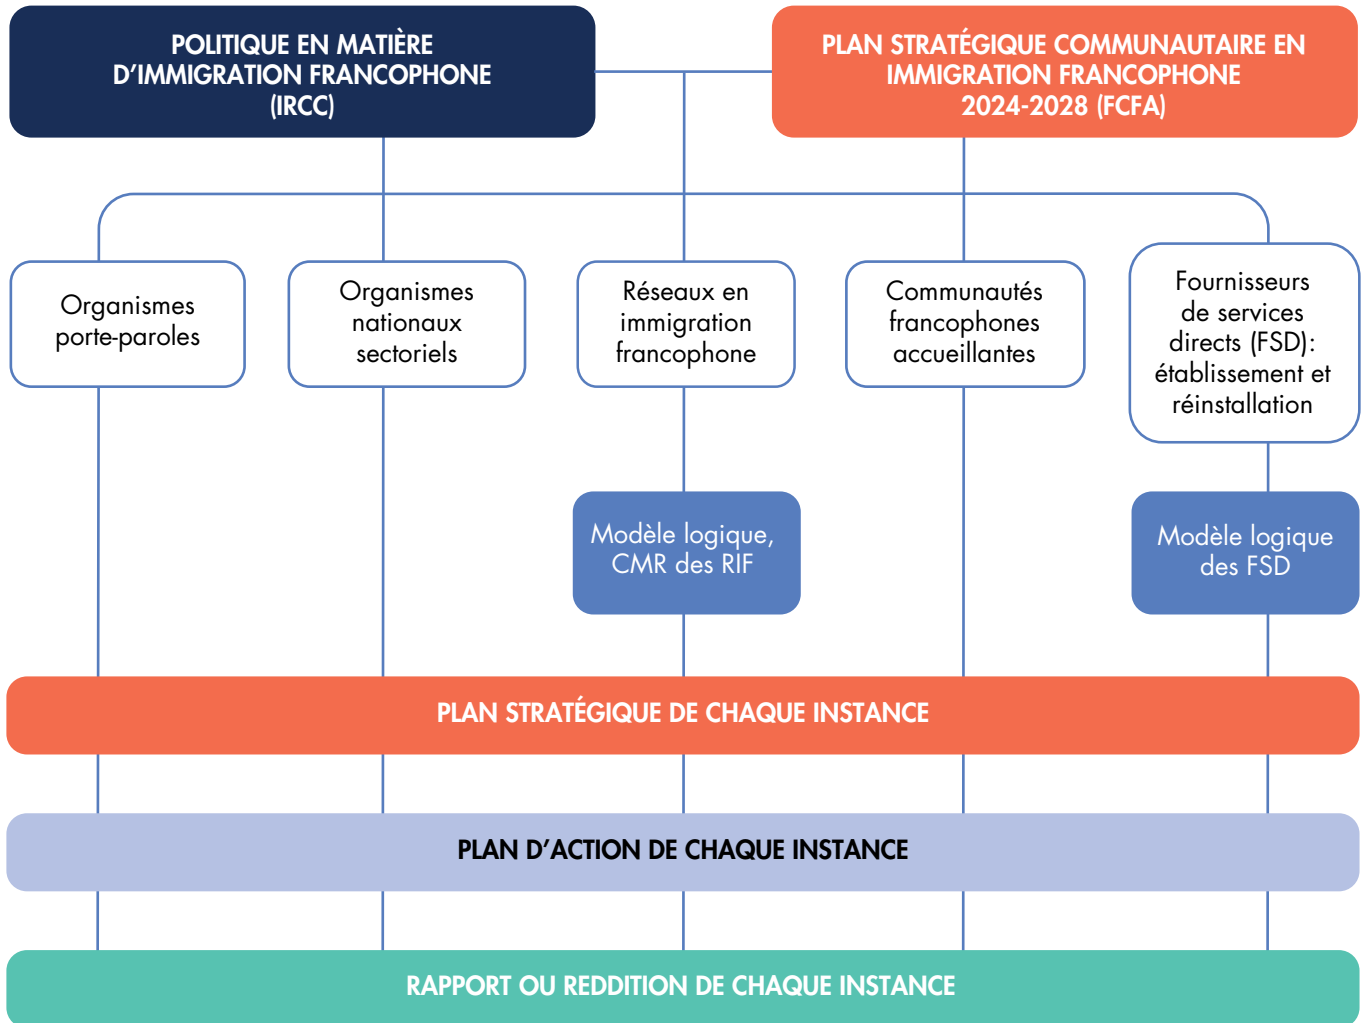 POLITIQUE EN MATIÈRE
D’IMMIGRATION FRANCOPHONE
(IRCC)
PLAN STRATÉGIQUE COMMUNAUTAIRE EN
IMMIGRATION FRANCOPHONE
2024-2028 (FCFA)
Organismes
porte-paroles
Organismes
nationaux
sectoriels
Réseaux en
immigration
francophone
Communautés
francophones
accueillantes
Fournisseurs
de services
directs (FSD):
établissement et
réinstallation
Modèle logique,
CMR des RIF
Modèle logique
des FSD
PLAN STRATÉGIQUE DE CHAQUE INSTANCE
PLAN D’ACTION DE CHAQUE INSTANCE
RAPPORT OU REDDITION DE CHAQUE INSTANCE